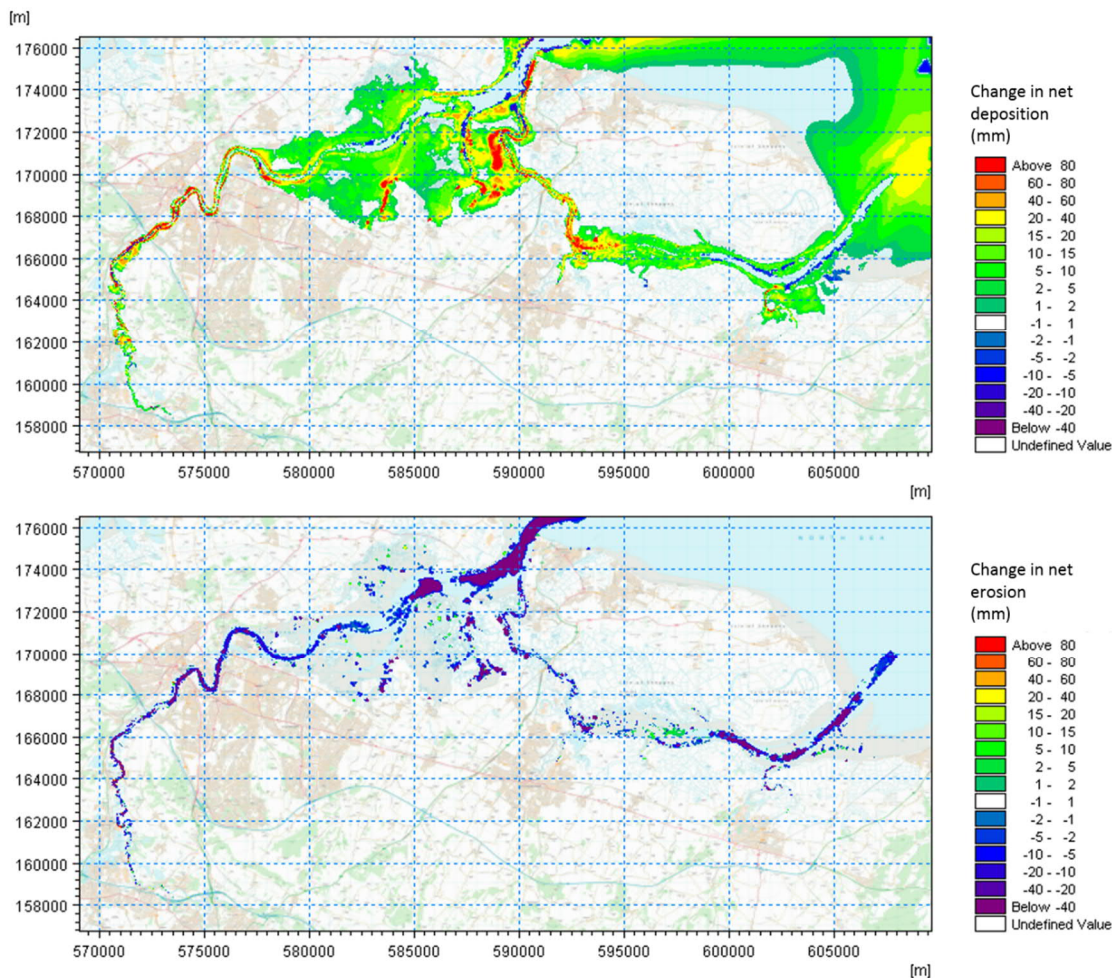 [m]
176000
174000
172000
170000
168000
166000
164000
162000
160000
158000
570000 575000 580000 585000 590000 595000 600000 605000
[m]
Change in net
deposition
(mm)
Above 80
60 - 80
40 - 60
20 - 40
15 - 20
10 - 15
5 - 10
2 - 5
1 - 2
-1 - 1
-2 - -1
-5 - -2
-10 - -5
-20 - -10
-40 - -20
Below -40
Undefined Value
176000
174000
172000
170000
168000
166000
164000
162000
160000
158000
570000 575000 580000 585000 590000 595000 600000 605000
[m]
Change in net
erosion
(mm)
Above 80
60 - 80
40 - 60
20 - 40
15 - 20
10 - 15
5 - 10
2 - 5
1 - 2
-1 - 1
-2 - -1
-5 - -2
-10 - -5
-20 - -10
-40 - -20
Below -40
Undefined Value